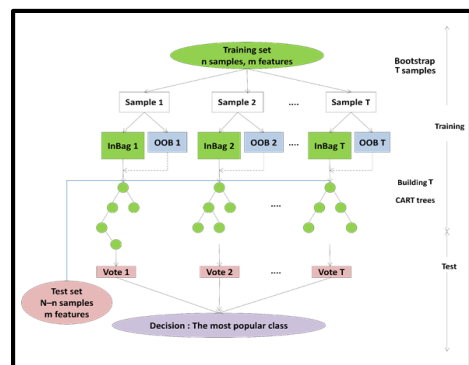 Training set
n samples, m features
Bootstrap
T samples
Sample 1
Sample 2
....
Sample T
Training
InBag 1
OOB 1
InBag 2
OOB 2
....
InBag T
OOB T
Building T
CART trees
....
Test
Vote 1
Vote 2
....
Vote T
Test set
N–n samples
m features
Decision : The most popular class